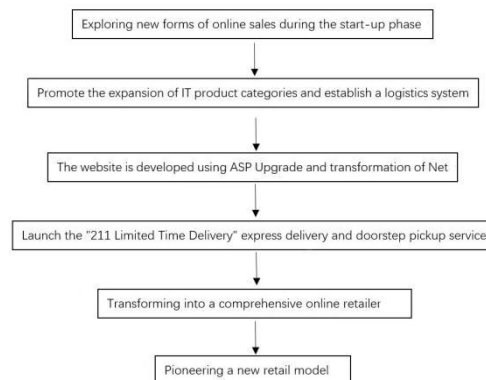 Exploring new forms of online sales during the start-up phase
Promote the expansion of IT product categories and establish a logistics system
The website is developed using ASP Upgrade and transformation of Net
Launch the "211 Limited Time Delivery" express delivery and doorstep pickup service
Transforming into a comprehensive online retailer
Pioneering a new retail model